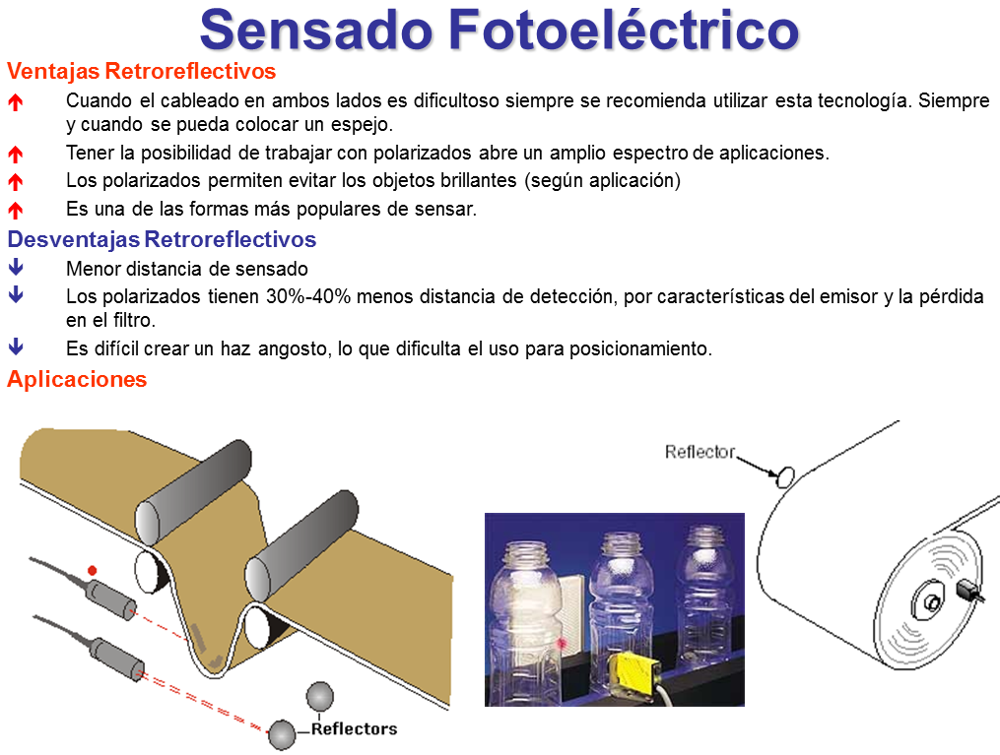 Sensado Fotoeléctrico
Ventajas Retroreflectivos
Cuando el cableado en ambos lados es dificultoso siempre se recomienda utilizar esta tecnología. Siempre
y cuando se pueda colocar un espejo.
Tener la posibilidad de trabajar con polarizados abre un amplio espectro de aplicaciones.
Los polarizados permiten evitar los objetos brillantes (según aplicación)
Es una de las formas más populares de sensar.
Desventajas Retroreflectivos
Menor distancia de sensado
Los polarizados tienen 30%-40% menos distancia de detección, por características del emisor y la pérdida
en el filtro.
Es difícil crear un haz angosto, lo que dificulta el uso para posicionamiento.
Aplicaciones
Reflector
Reflectors